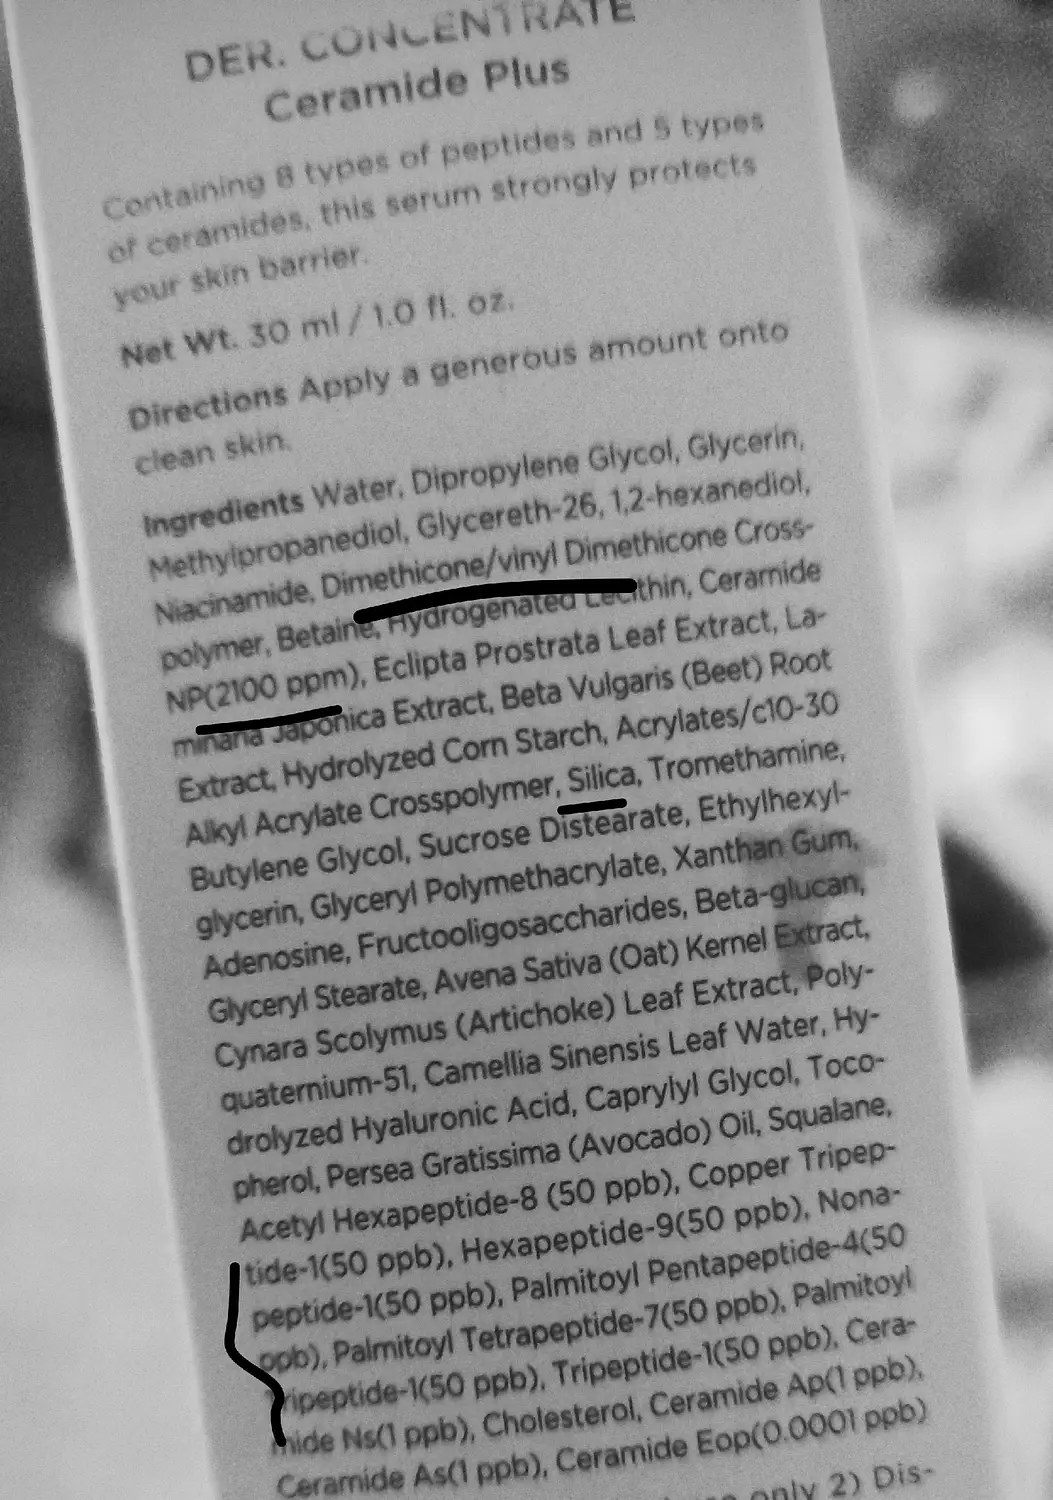 DER. CONCENTRATE
Ceramide Plus
Containing 8 types of peptides and 5 types
of ceramides, this serum strongly protects
your skin barrier.
Net Wt. 30 ml / 1.0 fl. oz.
Directions Apply a generous amount onto
clean skin.
Ingredients Water, Dipropylene Glycol, Glycerin,
Methylpropanediol, Glycereth-26, 1,2-hexanediol,
Niacinamide, Dimethicone/vinyl Dimethicone Cross-
polymer, Betaine, Hydrogenated Lecithin, Ceramide
NP(2100 ppm), Eclipta Prostrata Leaf Extract, La-
minaria Japonica Extract, Beta Vulgaris (Beet) Root
Extract, Hydrolyzed Corn Starch, Acrylates/c10-30
Alkyl Acrylate Crosspolymer, Silica, Tromethamine,
Butylene Glycol, Sucrose Distearate, Ethylhexyl-
glycerin, Glyceryl Polymethacrylate, Xanthan Gum,
Adenosine, Fructooligosaccharides, Beta-glucan,
Glyceryl Stearate, Avena Sativa (Oat) Kernel Extract,
Cynara Scolymus (Artichoke) Leaf Extract, Poly-
quaternium-51, Camellia Sinensis Leaf Water, Hy-
drolyzed Hyaluronic Acid, Caprylyl Glycol, Toco-
pherol, Persea Gratissima (Avocado) Oil, Squalane,
Acetyl Hexapeptide-8 (50 ppb), Copper Tripep-
tide-1(50 ppb), Hexapeptide-9(50 ppb), Nona-
peptide-1(50 ppb), Palmitoyl Pentapeptide-4(50
ppb), Palmitoyl Tetrapeptide-7(50 ppb), Palmitoyl
Tripeptide-1(50 ppb), Tripeptide-1(50 ppb), Cera-
mide Ns(1 ppb), Cholesterol, Ceramide Ap(1 ppb),
Ceramide As(1 ppb), Ceramide Eop(0.0001 ppb)
only 2) Dis-